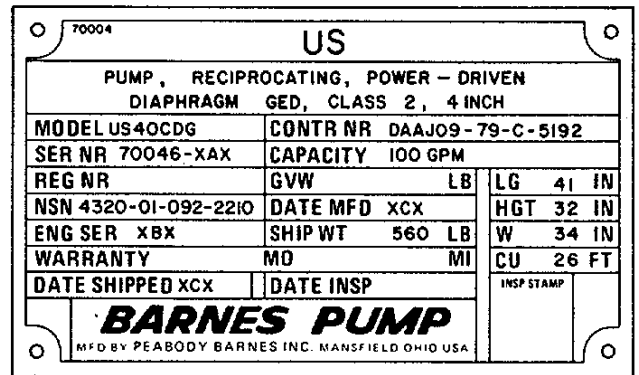 70004
US
PUMP, RECIPROCATING, POWER - DRIVEN
DIAPHRAGM GED, CLASS 2, 4 INCH
MODEL US40CDG CONTR NR DAAJ09-79-C-5192
SER NR 70046-XAX CAPACITY 100 GPM
REG NR GVW LB LG 41 IN
NSN 4320-01-092-2210 DATE MFD XCX HGT 32 IN
ENG SER XBX SHIP WT 560 LB W 34 IN
WARRANTY MO MI CU 26 FT
DATE SHIPPED XCX DATE INSP INSP STAMP
BARNES PUMP
MFD BY PEABODY BARNES INC. MANSFIELD OHIO USA